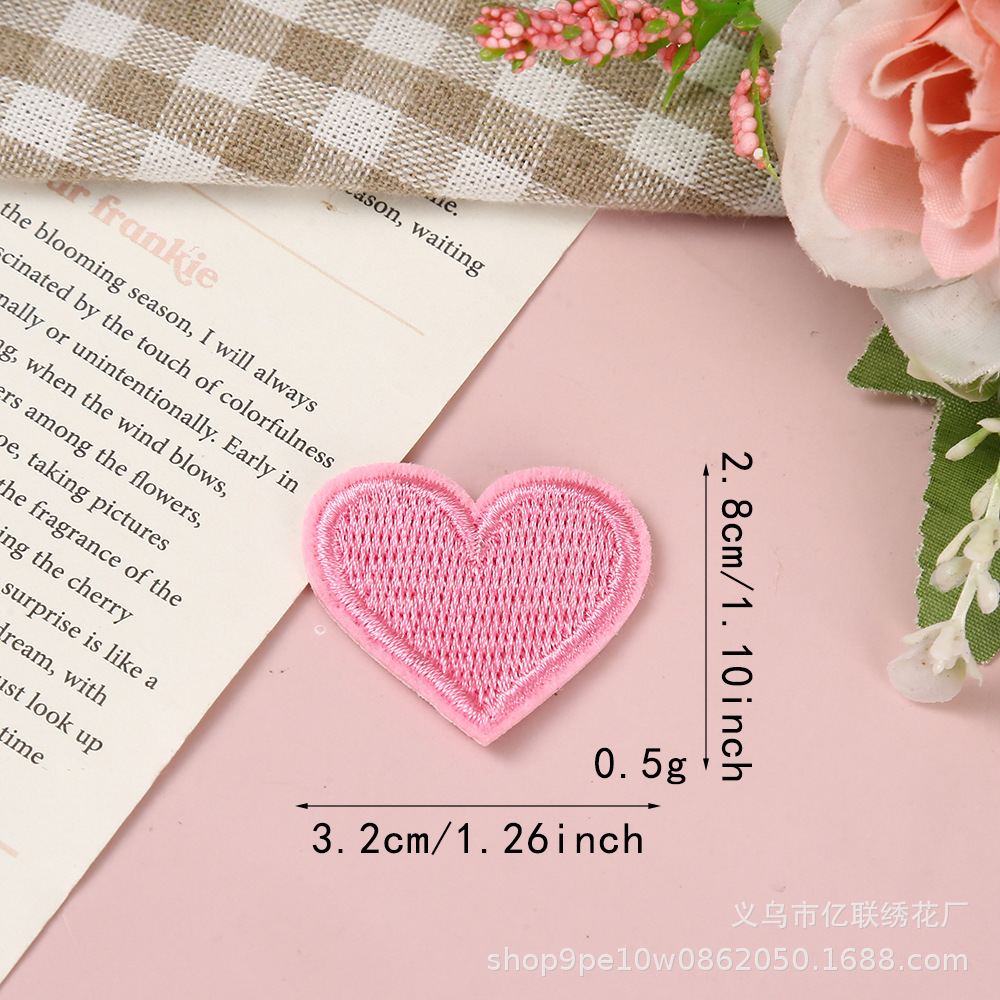 me.
ason, waiting
ar frankie
the blooming season, I will always
scinated by the touch of colorfulness
nally or unintentionally. Early in
ng, when the wind blows,
ers among the flowers,
pe, taking pictures
the fragrance of the
ing the cherry
surprise is like a
dream, with
ust look up
time
2.8cm/1.10inch
0.5g
3.2cm/1.26inch
义乌市亿联绣花厂
shop9pe10w0862050.1688.com